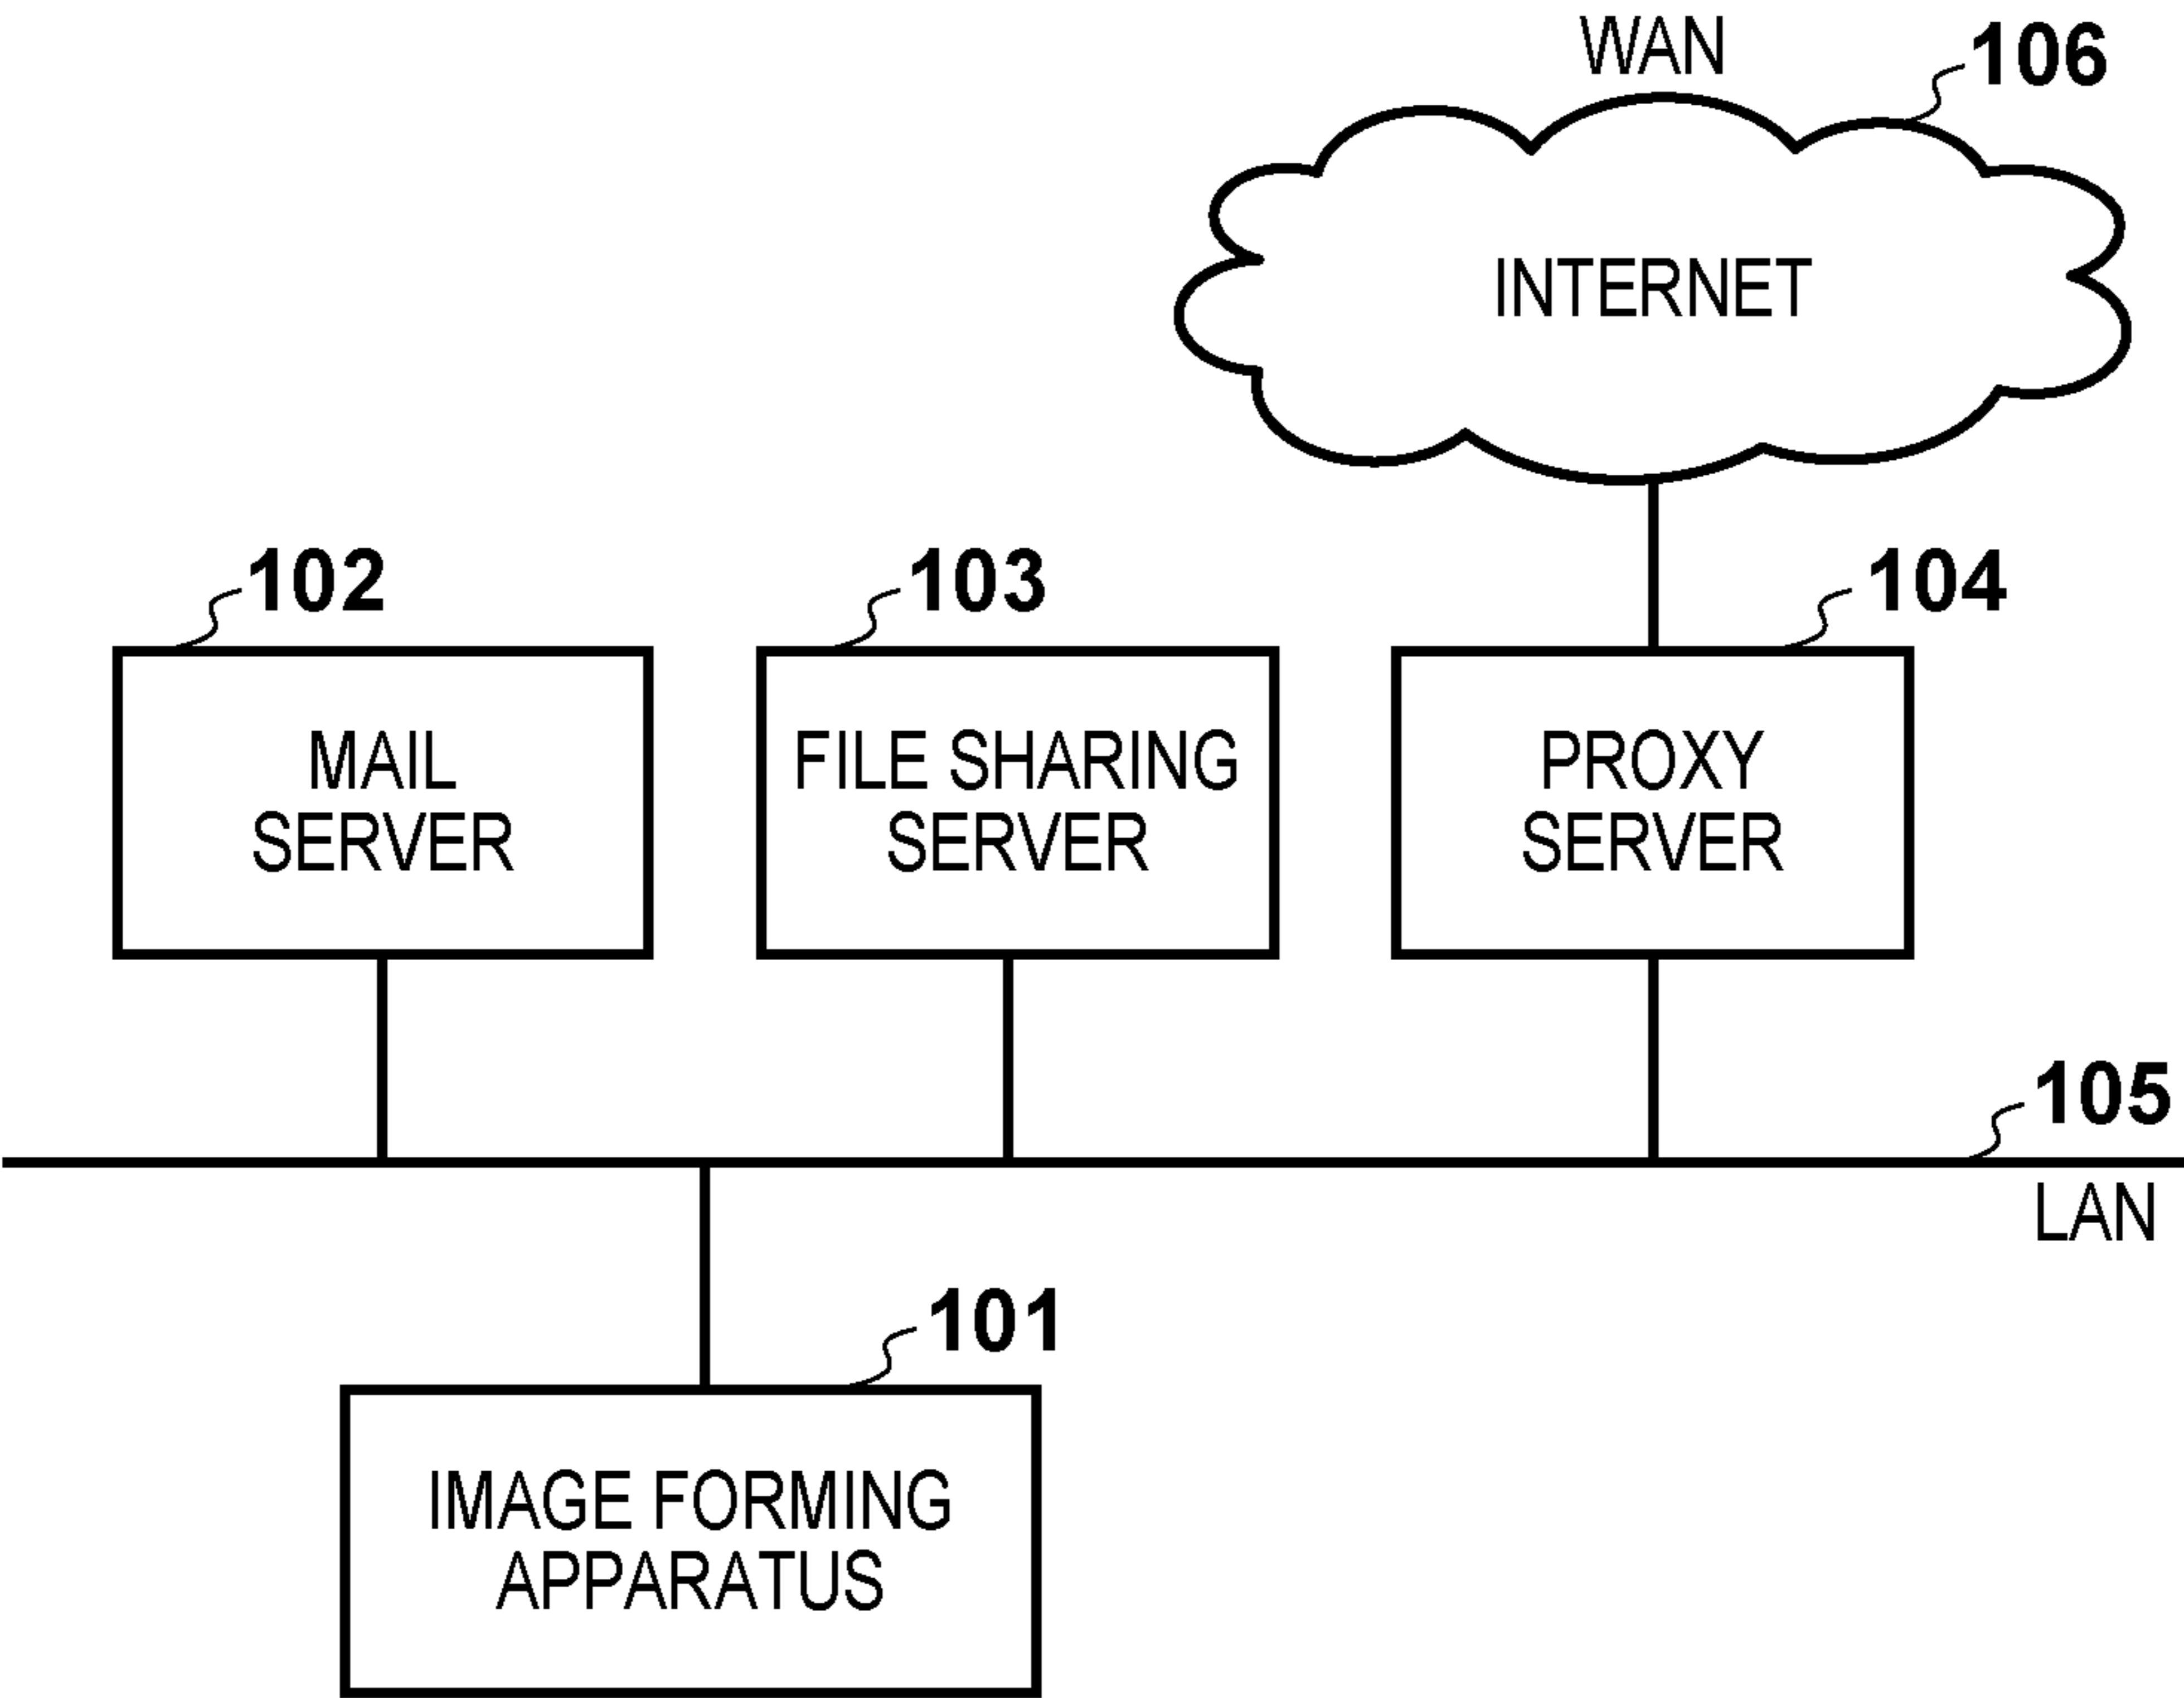 WAN
106
INTERNET
102
103
104
MAIL
SERVER
FILE SHARING
SERVER
PROXY
SERVER
105
LAN
101
IMAGE FORMING
APPARATUS